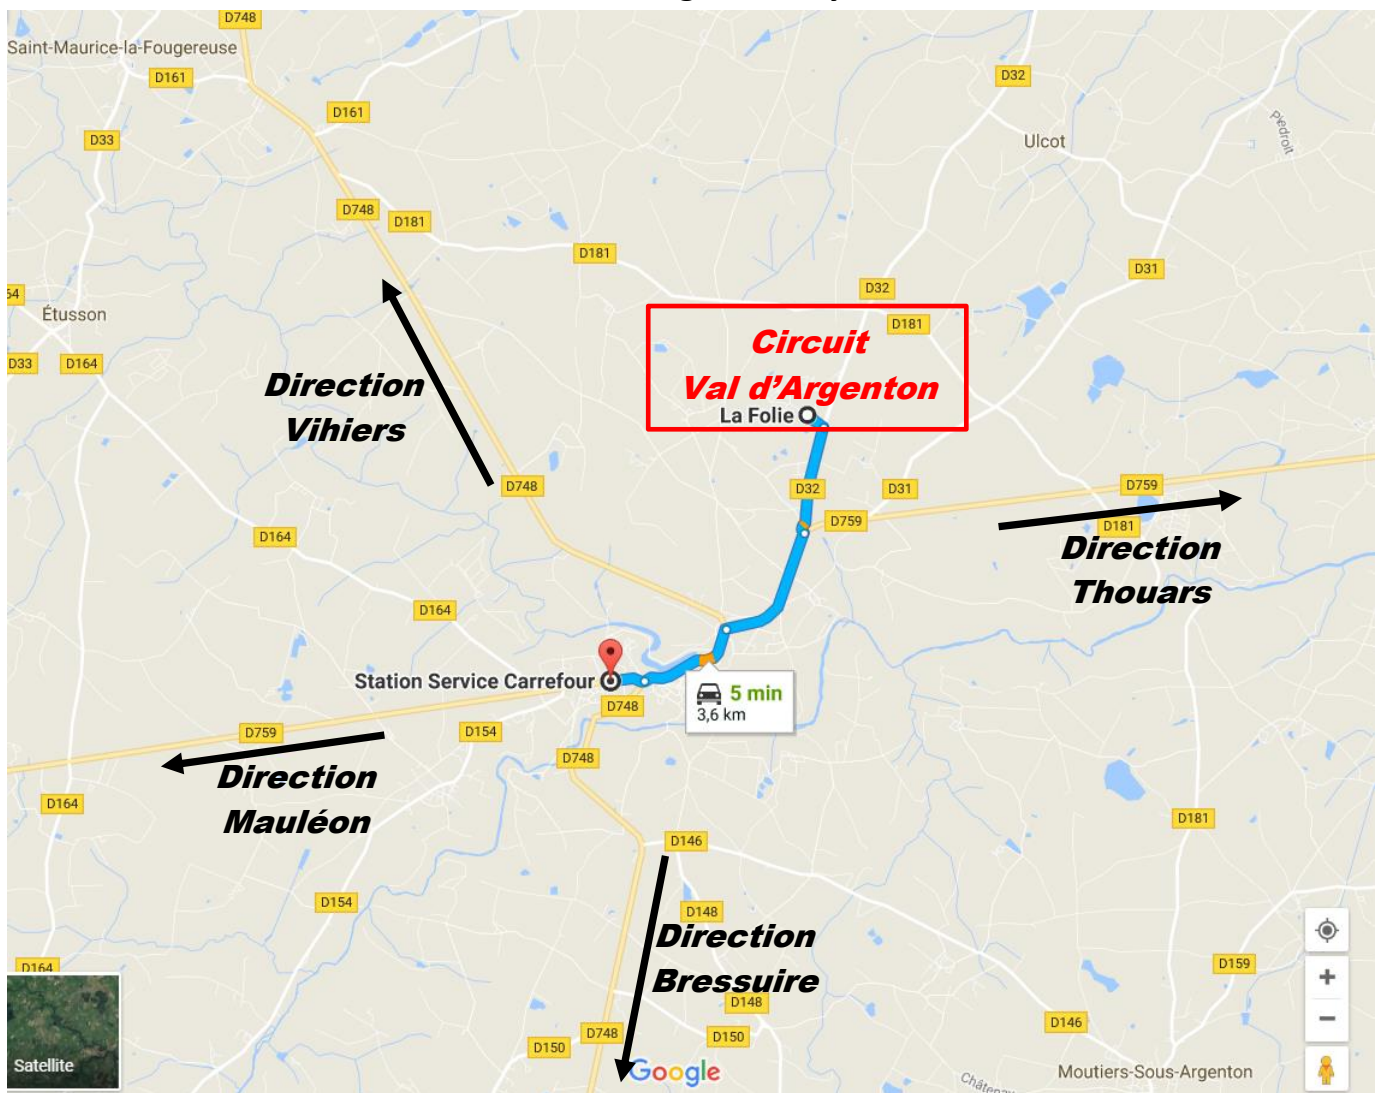 D748
Saint-Maurice-la-Fougereuse
D161
D32
D161
D33
Ulcot
Piedroit
D748
D181
D181
D31
64
D32
Étusson
D181
D33
D164
Circuit
Val d'Argenton
La Folie
Direction
Vihiers
D748
D32
D31
D759
D759
D181
D164
Direction
Thouars
D164
Station Service Carrefour
5 min
3,6 km
D748
D759
D154
D748
Direction
Mauléon
D164
D181
D146
D154
D148
Direction
Bressuire
D164
D159
D148
D146
D748
D150
D150
Satellite
Google
Moutiers-Sous-Argenton